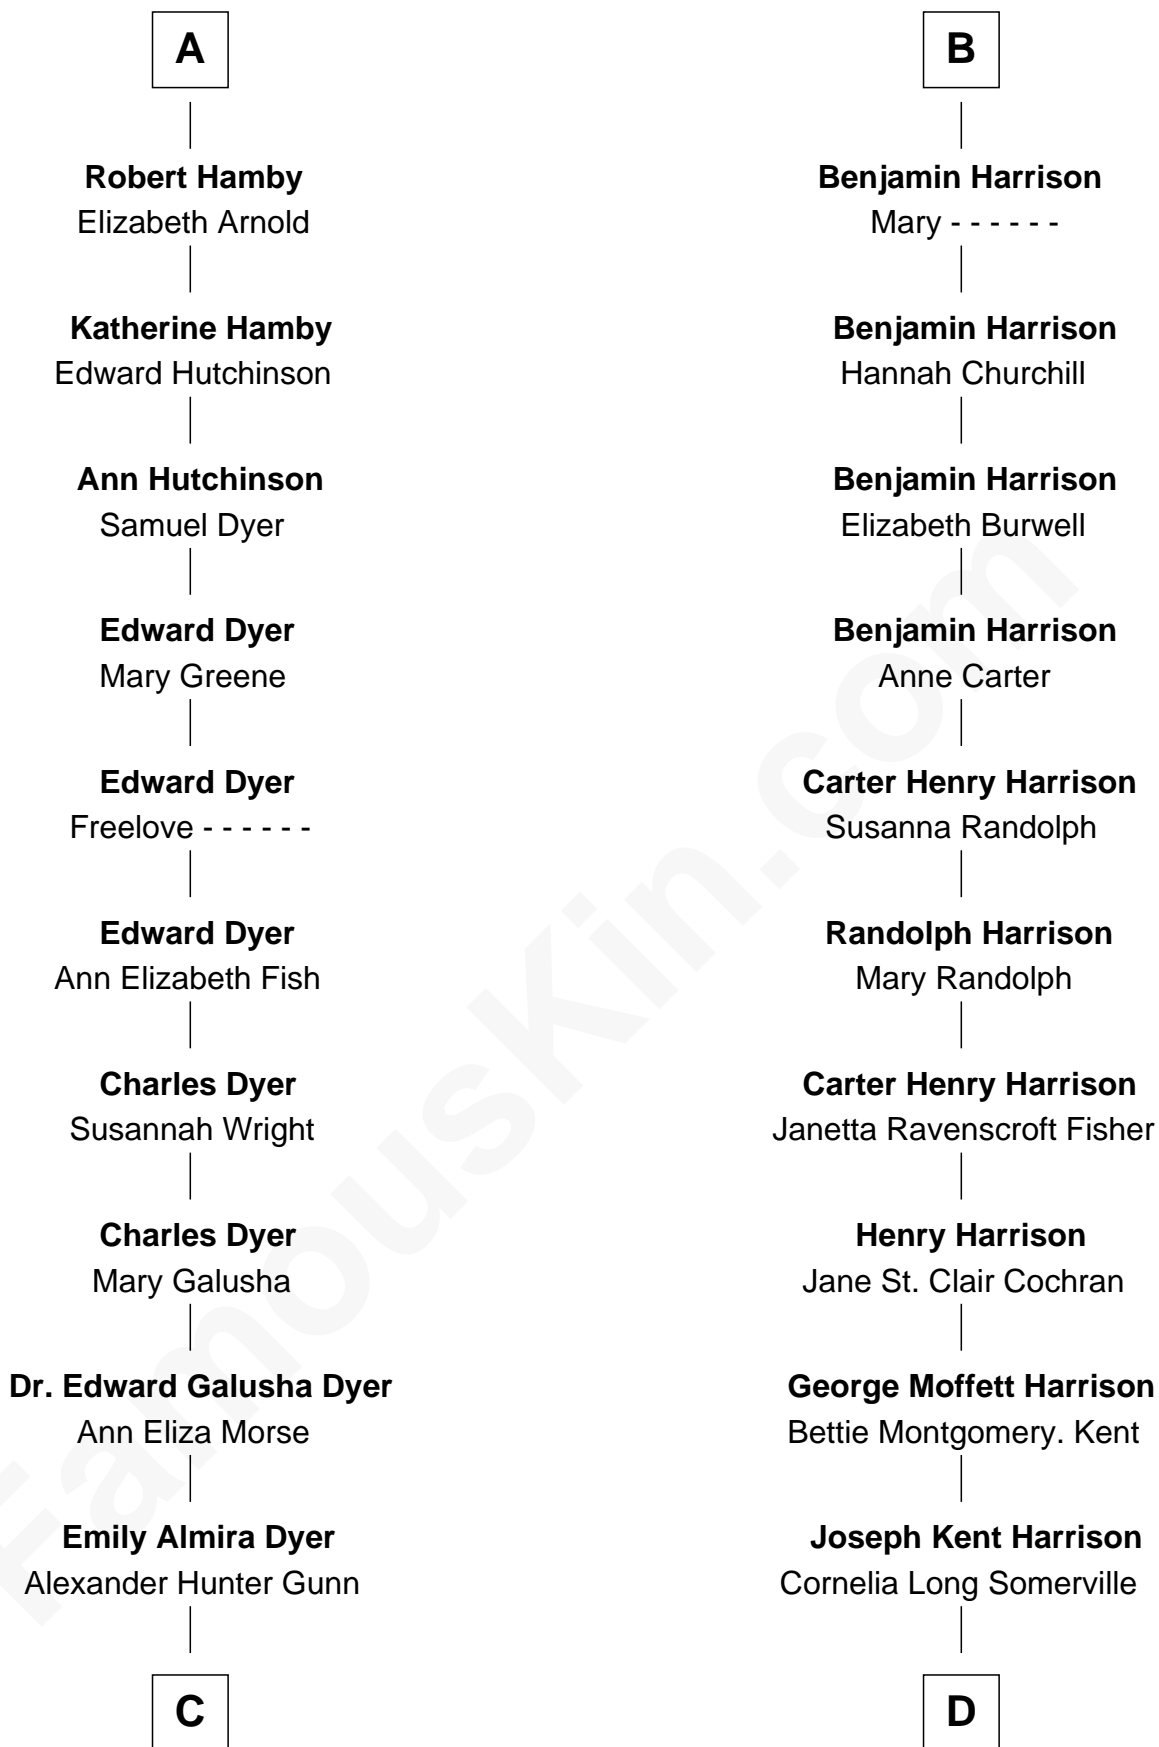 A
Robert Hamby
Elizabeth Arnold
Katherine Hamby
Edward Hutchinson
Ann Hutchinson
Samuel Dyer
Edward Dyer
Mary Greene
Edward Dyer
Freelove - - - - - -
Edward Dyer
Ann Elizabeth Fish
Charles Dyer
Susannah Wright
Charles Dyer
Mary Galusha
Dr. Edward Galusha Dyer
Ann Eliza Morse
Emily Almira Dyer
Alexander Hunter Gunn
C
B
Benjamin Harrison
Mary - - - - - -
Benjamin Harrison
Hannah Churchill
Benjamin Harrison
Elizabeth Burwell
Benjamin Harrison
Anne Carter
Carter Henry Harrison
Susanna Randolph
Randolph Harrison
Mary Randolph
Carter Henry Harrison
Janetta Ravenscroft Fisher
Henry Harrison
Jane St. Clair Cochran
George Moffett Harrison
Bettie Montgomery. Kent
Joseph Kent Harrison
Cornelia Long Somerville
D
FamousKin.com